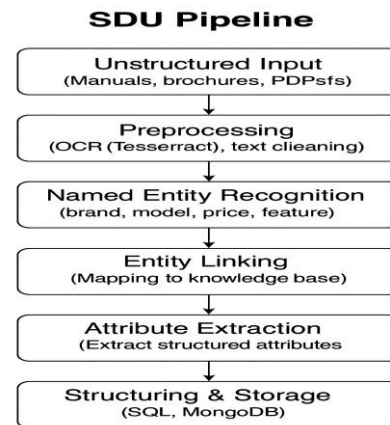 SDU Pipeline
Unstructured Input
(Manuals, brochures, PDPsfs)
Preprocessing
(OCR (Tesserract), text clieaning)
Named Entity Recognition
(brand, model, price, feature)
Entity Linking
(Mapping to knowledge base)
Attribute Extraction
(Extract structured attributes
Structuring & Storage
(SQL, MongoDB)